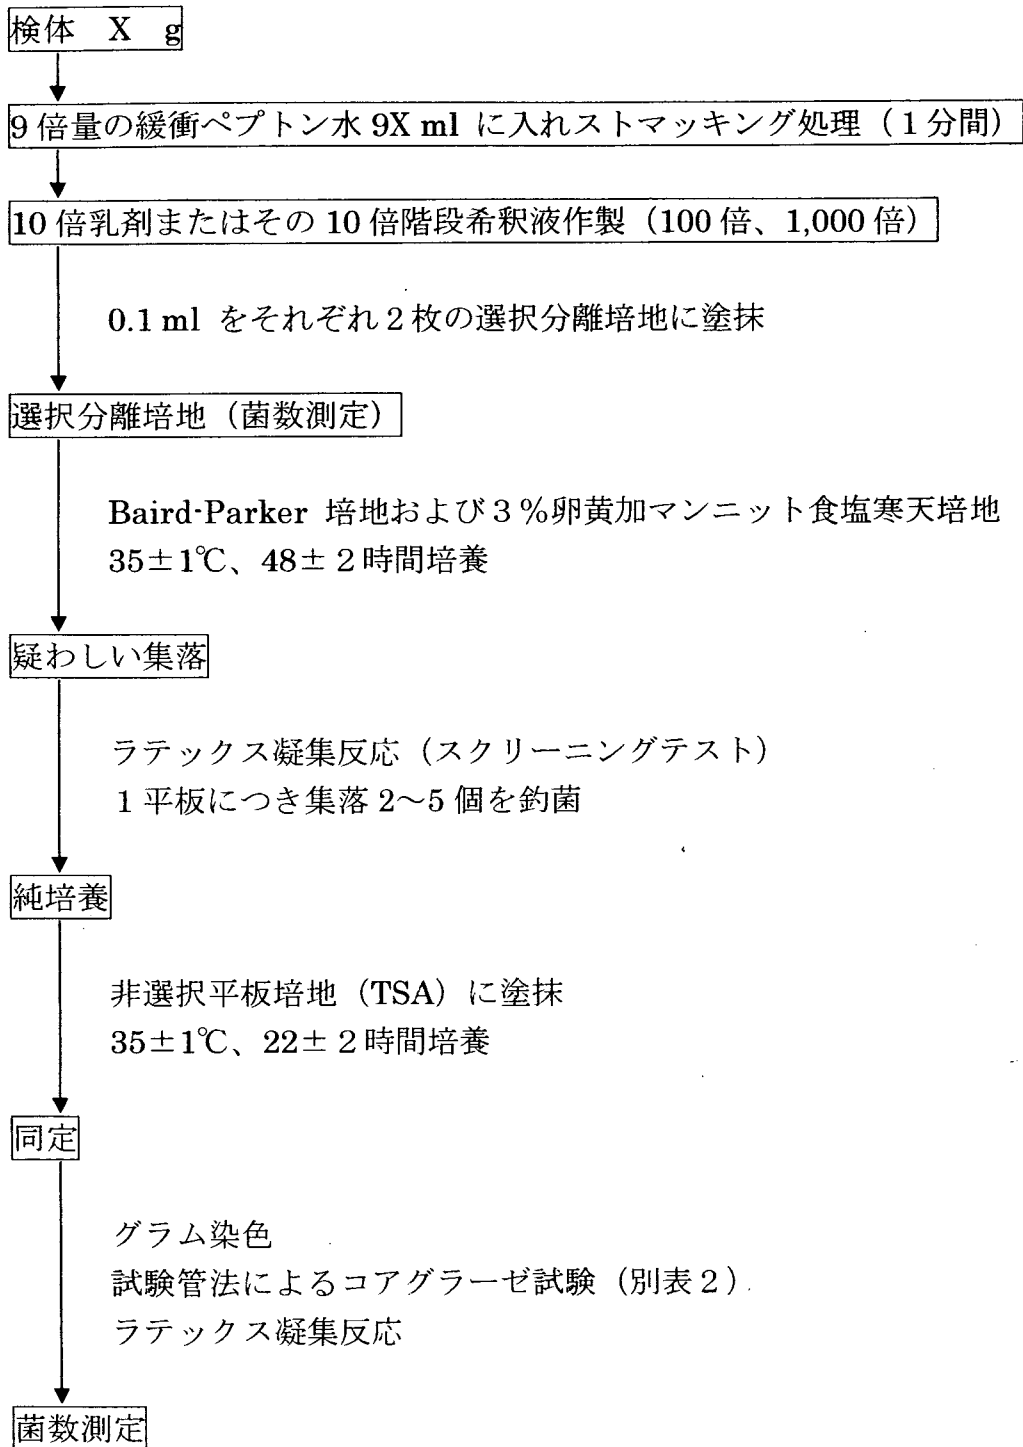 検体 X g
9倍量の緩衝ペプトン水 9X ml に入れストマッキング処理（１分間）
10倍乳剤またはその10倍階段希釈液作製（100倍、1,000倍）
0.1 ml をそれぞれ２枚の選択分離培地に塗抹
選択分離培地（菌数測定）
Baird-Parker 培地および３％卵黄加マンニット食塩寒天培地
35±1℃、48±２時間培養
疑わしい集落
ラテックス凝集反応（スクリーニングテスト）
１平板につき集落 2～5 個を釣菌
純培養
非選択平板培地（TSA）に塗抹
35±1℃、22±２時間培養
同定
グラム染色
試験管法によるコアグラーゼ試験（別表２）
ラテックス凝集反応
菌数測定